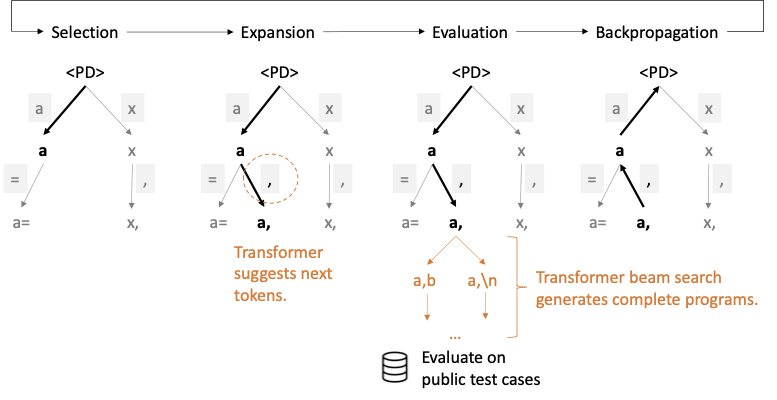 Selection Expansion Evaluation Backpropagation
<PD> <PD> <PD> <PD>
a x a x a x a x
a x a x a x a x
= , = , , = , , = , ,
a= x, a= a, x, a= a, x, a= a, x,
Transformer
suggests next
tokens.
a,b a,\n
Transformer beam search
generates complete programs.
...
Evaluate on
public test cases